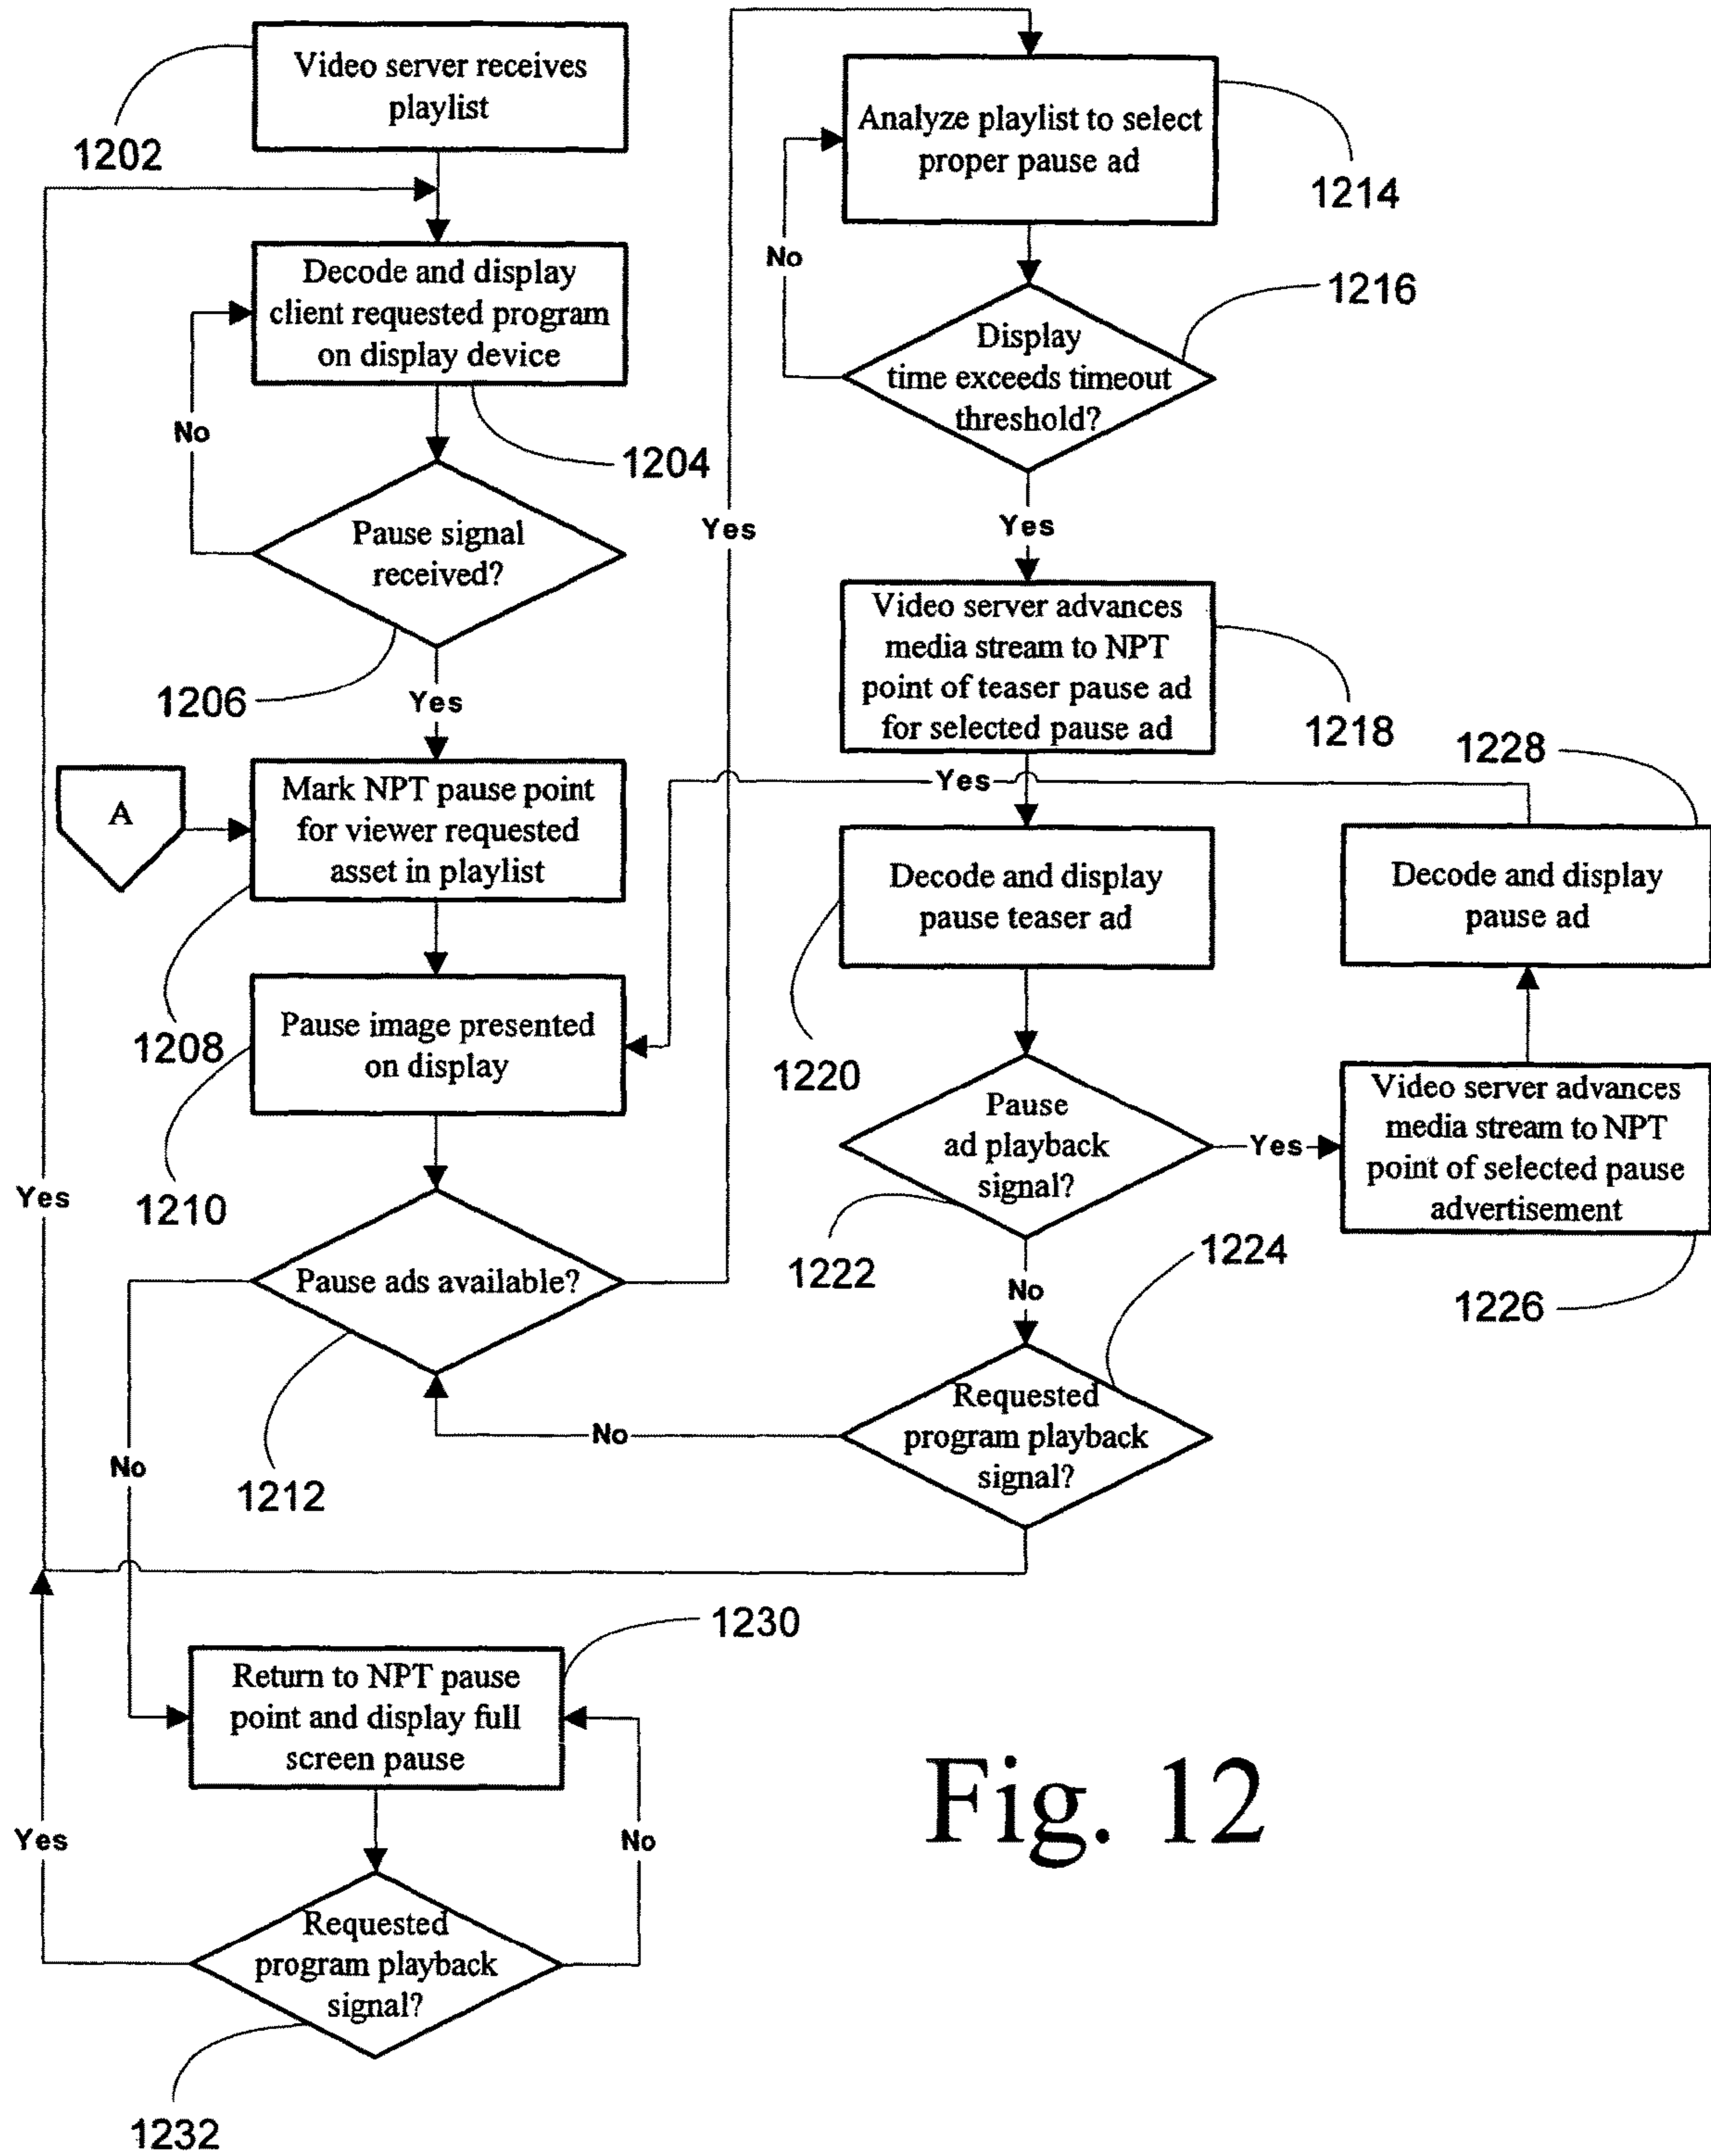 Video server receives
playlist
1202
Decode and display
client requested program
on display device
No
1204
Pause signal
received?
1206
Yes
A
Mark NPT pause point
for viewer requested
asset in playlist
1208
Pause image presented
on display
1210
Yes
Pause ads available?
1212
No
Yes
Analyze playlist to select
proper pause ad
1214
No
Display
time exceeds timeout
threshold?
1216
Yes
Video server advances
media stream to NPT
point of teaser pause ad
for selected pause ad
1218
Yes
Decode and display
pause teaser ad
1220
Pause
ad playback
signal?
1222
Yes
No
1228
Decode and display
pause ad
Video server advances
media stream to NPT
point of selected pause
advertisement
1226
1224
Requested
program playback
signal?
No
1230
Return to NPT pause
point and display full
screen pause
Yes
No
Requested
program playback
signal?
1232
Fig. 12